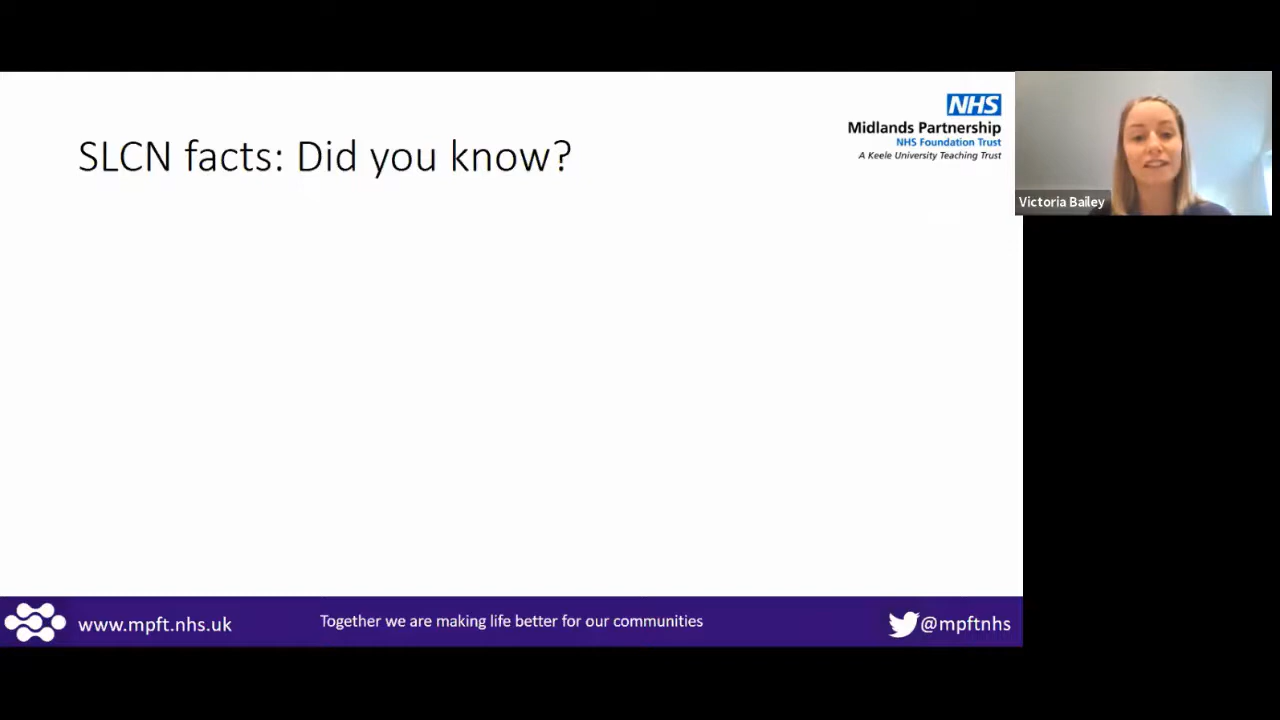 SLCN facts: Did you know?
NHS
Midlands Partnership
NHS Foundation Trust
A Keele University Teaching Trust
Victoria Bailey
www.mpft.nhs.uk
Together we are making life better for our communities
@mpftnhs